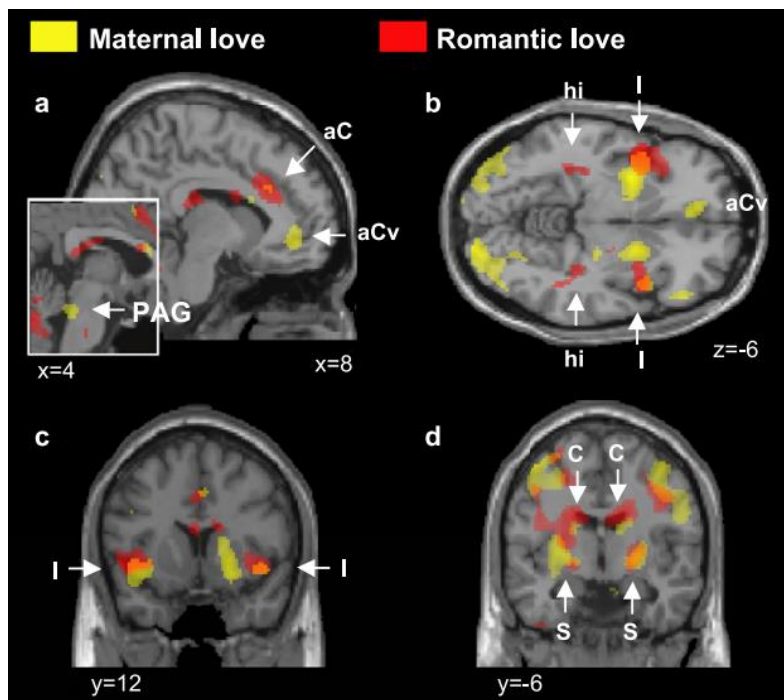 Maternal love
Romantic love
a
aC
aCv
PAG
x=4
x=8
b
hi
I
aCv
hi
I
z=-6
c
I
I
y=12
d
C
C
S
S
y=-6